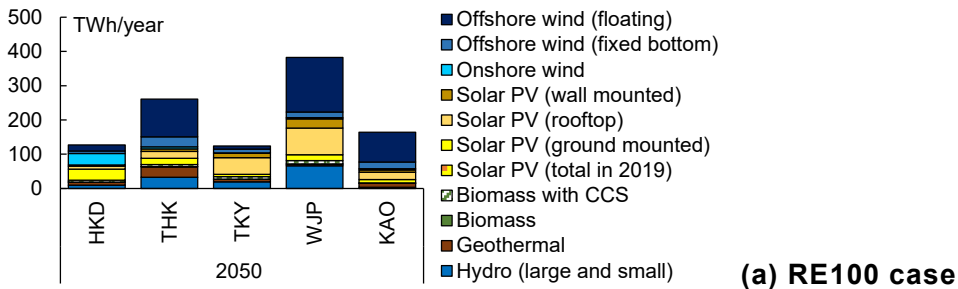 TWh/year
500
400
300
200
100
0
HKD
THK
TKY
WJP
KAO
2050
Offshore wind (floating)
Offshore wind (fixed bottom)
Onshore wind
Solar PV (wall mounted)
Solar PV (rooftop)
Solar PV (ground mounted)
Solar PV (total in 2019)
Biomass with CCS
Biomass
Geothermal
Hydro (large and small)
(a) RE100 case